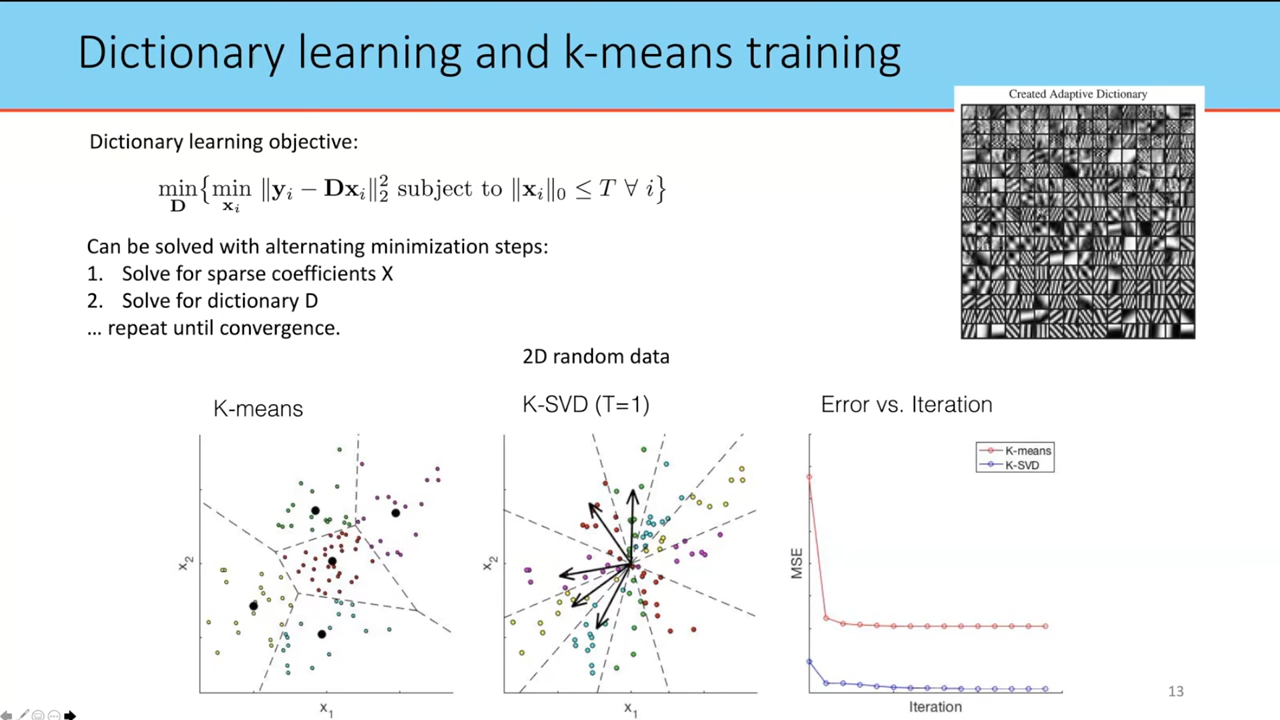 Dictionary learning and k-means training
Created Adaptive Dictionary
Dictionary learning objective:
min_D {min_{x_i} ‖y_i − Dx_i‖_2^2 subject to ‖x_i‖_0 ≤ T ∀ i}
Can be solved with alternating minimization steps:
1. Solve for sparse coefficients X
2. Solve for dictionary D
... repeat until convergence.
2D random data
K-means
K-SVD (T=1)
Error vs. Iteration
K-means
K-SVD
x_2
x_2
MSE
x_1
x_1
Iteration
13